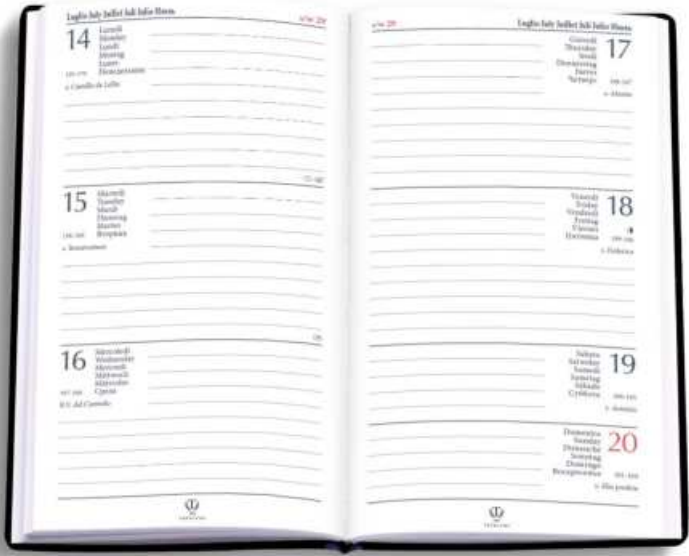 Luglio July Juillet Juli Julio Июль
14
Lunedì
Monday
Lundi
Montag
Lunes
Понедельник
s. Camillo de Lellis
15
Martedì
Tuesday
Mardi
Dienstag
Martes
Вторник
s. Bonaventura
16
Mercoledì
Wednesday
Mercredi
Mittwoch
Miércoles
Среда
B.V. del Carmelo
Luglio July Juillet Juli Julio Июль
Giovedì
Thursday
Jeudi
Donnerstag
Jueves
Четверг
17
s. Alessio
Venerdì
Friday
Vendredi
Freitag
Viernes
Пятница
18
s. Federico
Sabato
Saturday
Samedi
Samstag
Sábado
Суббота
19
Domenica
Sunday
Dimanche
Sonntag
Domingo
Воскресенье
20
s. Elia profeta